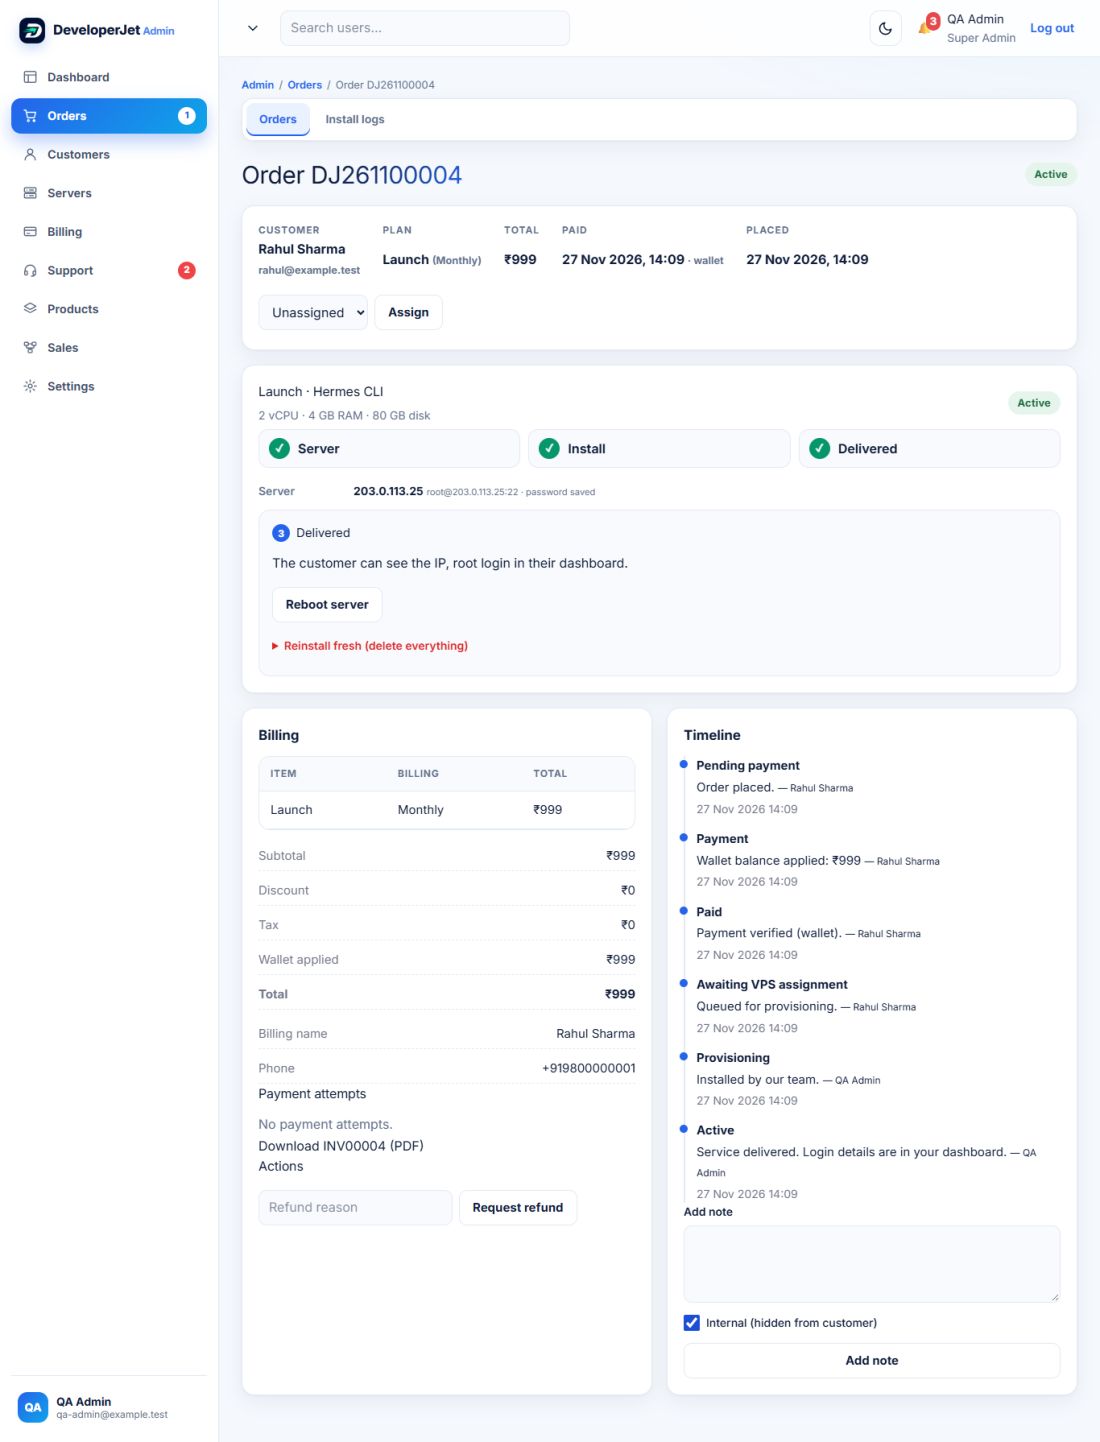 DeveloperJet Admin
Dashboard
Orders 1
Customers
Servers
Billing
Support 2
Products
Sales
Settings
QA QA Admin
qa-admin@example.test
Search users...
3
QA Admin
Super Admin
Log out
Admin / Orders / Order DJ261100004
Orders Install logs
Order DJ261100004
Active
CUSTOMER PLAN TOTAL PAID PLACED
Rahul Sharma
rahul@example.test
Launch (Monthly) ₹999 27 Nov 2026, 14:09 · wallet 27 Nov 2026, 14:09
Unassigned Assign
Launch · Hermes CLI
2 vCPU · 4 GB RAM · 80 GB disk
Active
Server Install Delivered
Server 203.0.113.25 root@203.0.113.25:22 · password saved
3 Delivered
The customer can see the IP, root login in their dashboard.
Reboot server
Reinstall fresh (delete everything)
Billing
ITEM BILLING TOTAL
Launch Monthly ₹999
Subtotal ₹999
Discount ₹0
Tax ₹0
Wallet applied ₹999
Total ₹999
Billing name Rahul Sharma
Phone +919800000001
Payment attempts
No payment attempts.
Download INV00004 (PDF)
Actions
Refund reason Request refund
Timeline
Pending payment
Order placed. — Rahul Sharma
27 Nov 2026 14:09
Payment
Wallet balance applied: ₹999 — Rahul Sharma
27 Nov 2026 14:09
Paid
Payment verified (wallet). — Rahul Sharma
27 Nov 2026 14:09
Awaiting VPS assignment
Queued for provisioning. — Rahul Sharma
27 Nov 2026 14:09
Provisioning
Installed by our team. — QA Admin
27 Nov 2026 14:09
Active
Service delivered. Login details are in your dashboard. — QA
Admin
27 Nov 2026 14:09
Add note
Internal (hidden from customer)
Add note